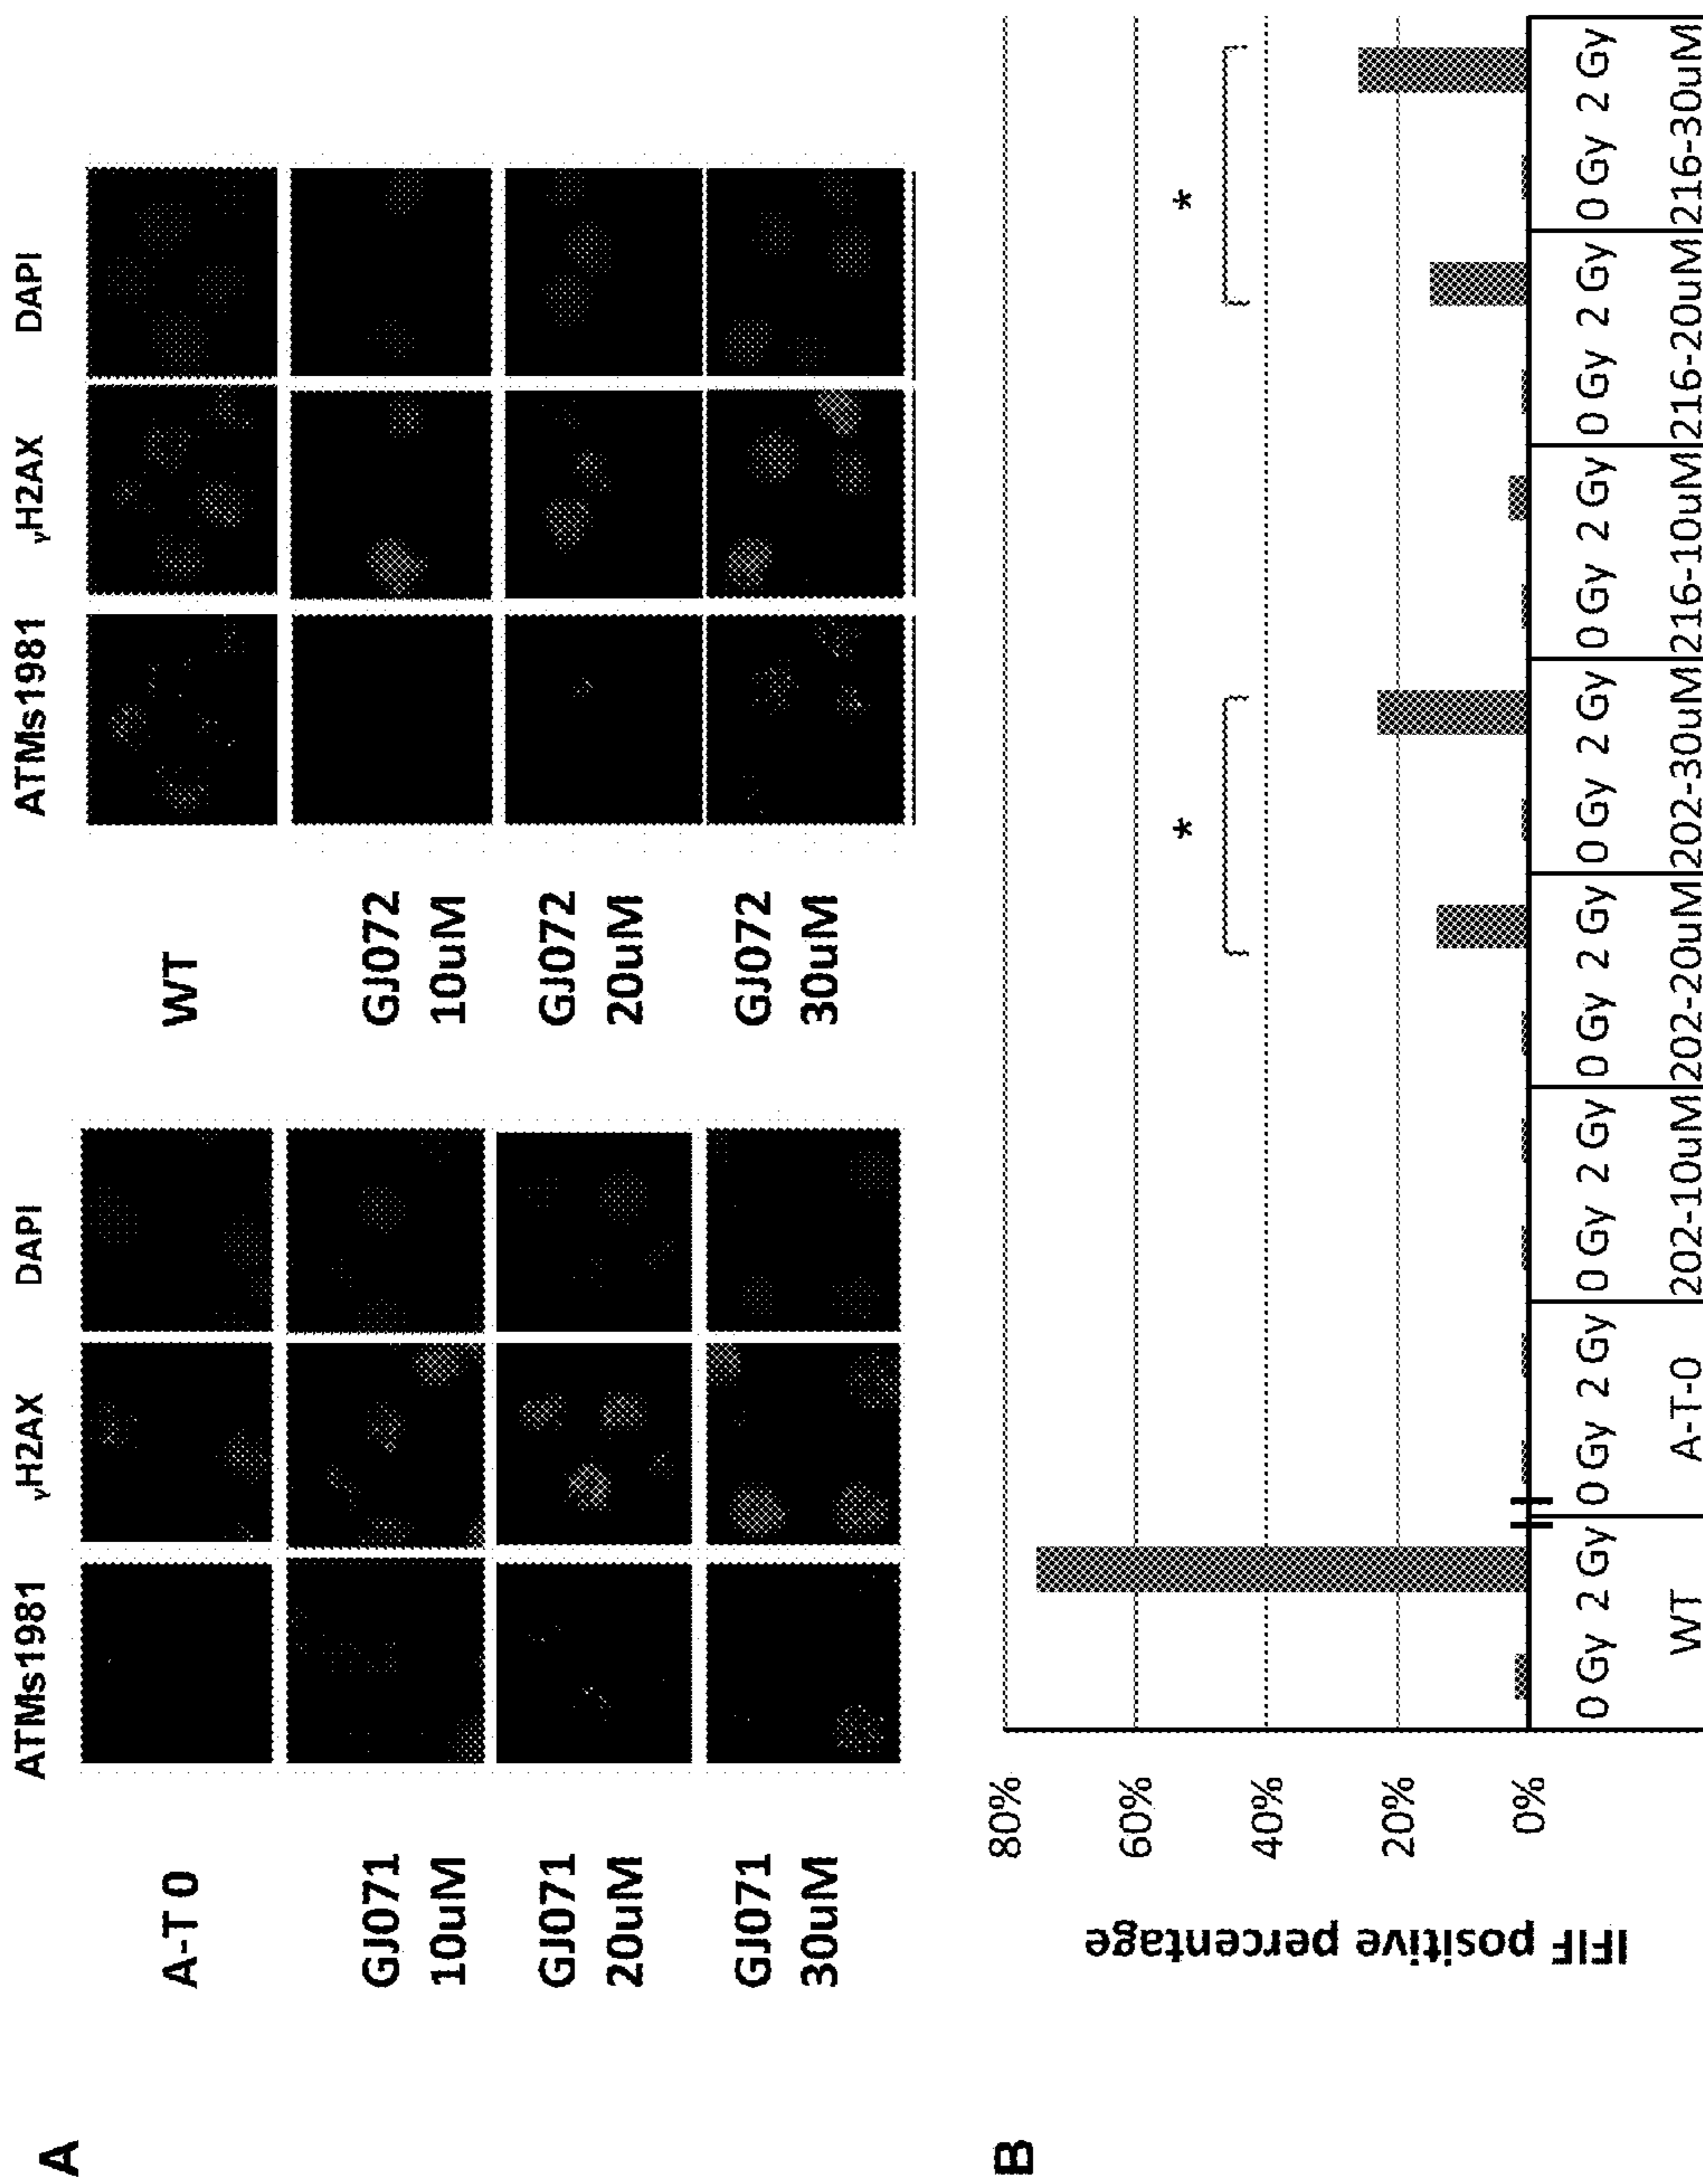 A
ATMs1981 γH2AX DAPI
A-T 0
GJ071
10uM
GJ071
20uM
GJ071
30uM
ATMs1981 γH2AX DAPI
WT
GJ072
10uM
GJ072
20uM
GJ072
30uM
B
IFIF positive percentage
80%
60%
40%
20%
0%
*
*
0 Gy 2 Gy 0 Gy 2 Gy 0 Gy 2 Gy 0 Gy 2 Gy 0 Gy 2 Gy 0 Gy 2 Gy 0 Gy 2 Gy 0 Gy 2 Gy
WT A-T-0 202-10uM 202-20uM 202-30uM 216-10uM 216-20uM 216-30uM